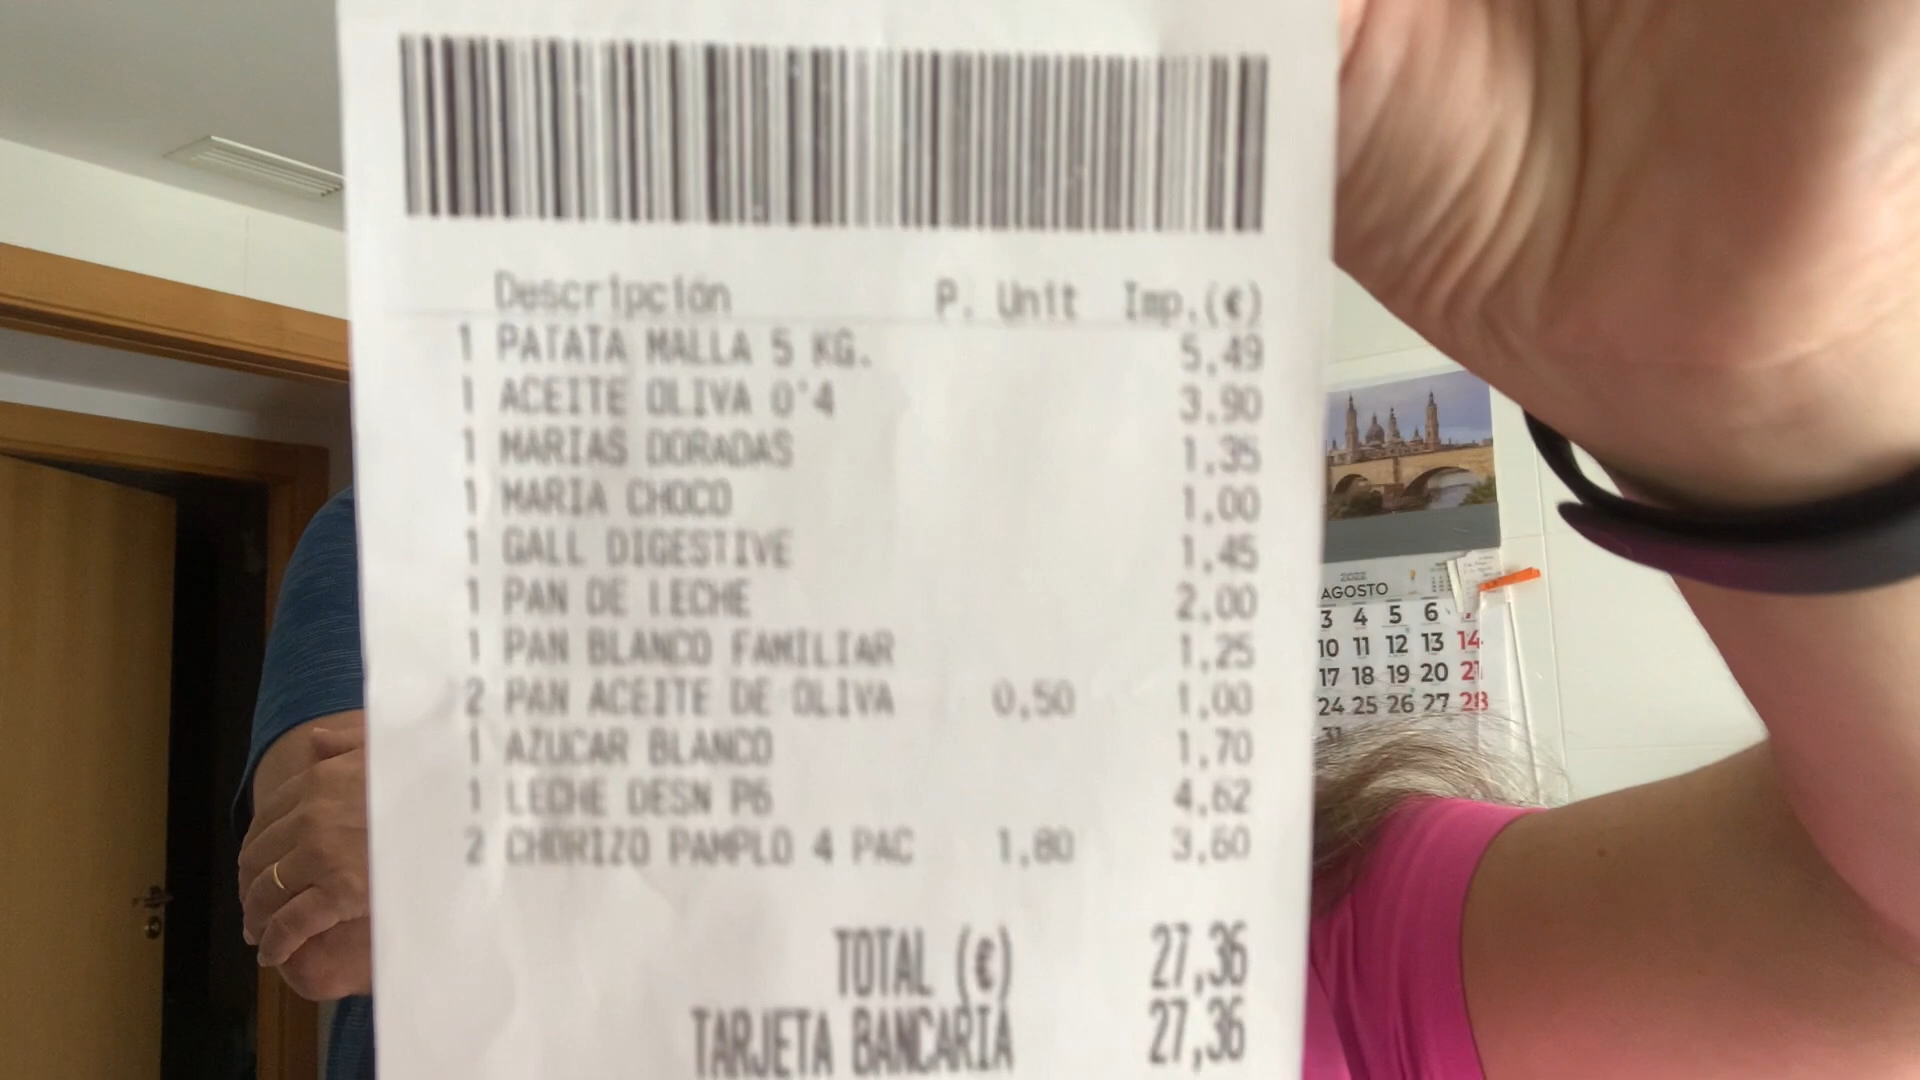 Descripción P. Unit Imp.(€)
1 PATATA MALLA 5 KG. 5,49
1 ACEITE OLIVA 0'4 3,90
1 MARIAS DORADAS 1,35
1 MARIA CHOCO 1,00
1 GALL DIGESTIVE 1,45
1 PAN DE LECHE 2,00
1 PAN BLANCO FAMILIAR 1,25
2 PAN ACEITE DE OLIVA 0,50 1,00
1 AZUCAR BLANCO 1,70
1 LECHE DESN P6 4,62
2 CHORIZO PAMPLO 4 PAC 1,80 3,60
TOTAL (€) 27,36
TARJETA BANCARIA 27,36
AGOSTO
3 4 5 6
10 11 12 13 14
17 18 19 20 21
24 25 26 27 28
31